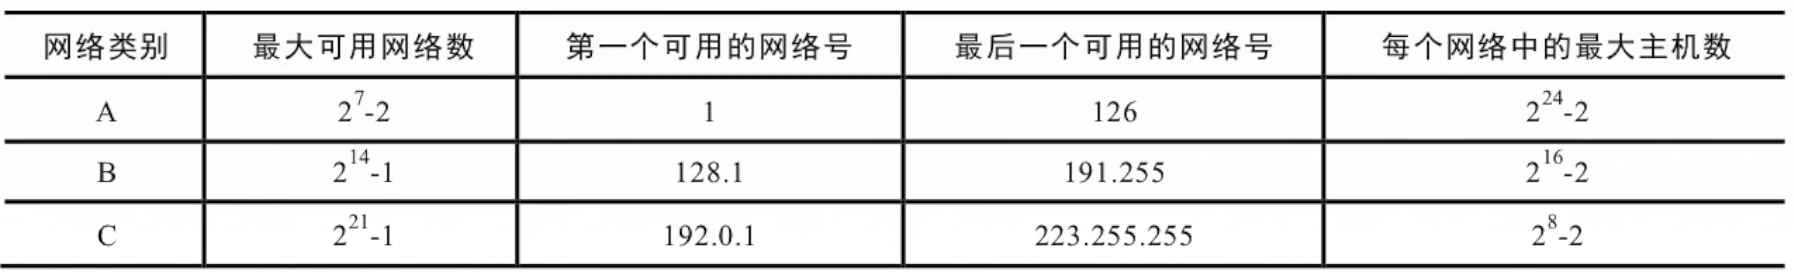 网络类别 最大可用网络数 第一个可用的网络号 最后一个可用的网络号 每个网络中的最大主机数
A 2^7-2 1 126 2^24-2
B 2^14-1 128.1 191.255 2^16-2
C 2^21-1 192.0.1 223.255.255 2^8-2